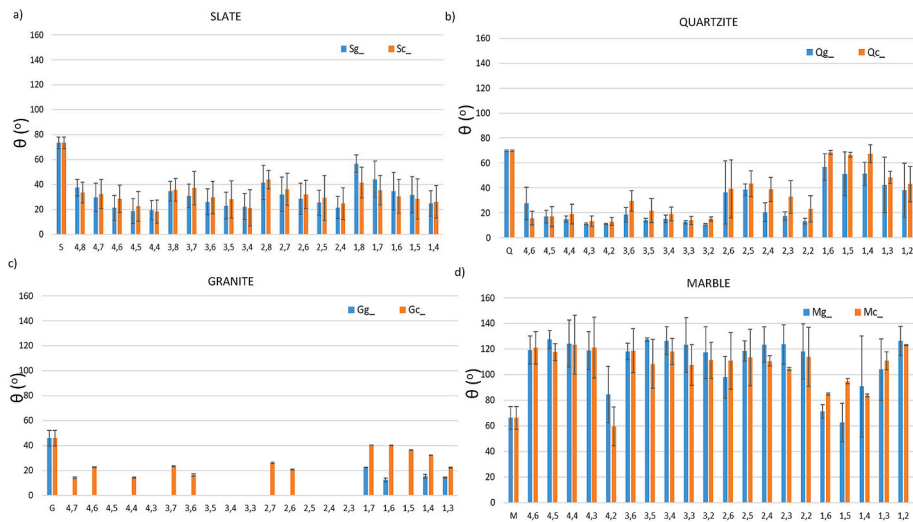 a) SLATE
Sg_ Sc_
160
140
120
100
80
60
40
20
0
θ (º)
S 4,8 4,7 4,6 4,5 4,4 3,8 3,7 3,6 3,5 3,4 2,8 2,7 2,6 2,5 2,4 1,8 1,7 1,6 1,5 1,4
b) QUARTZITE
Qg_ Qc_
160
140
120
100
80
60
40
20
0
θ (º)
Q 4,6 4,5 4,4 4,3 4,2 3,6 3,5 3,4 3,3 3,2 2,6 2,5 2,4 2,3 2,2 1,6 1,5 1,4 1,3 1,2
c) GRANITE
Gg_ Gc_
160
140
120
100
80
60
40
20
0
θ (º)
G 4,7 4,6 4,5 4,4 4,3 3,7 3,6 3,5 3,4 3,3 2,7 2,6 2,5 2,4 2,3 1,7 1,6 1,5 1,4 1,3
d) MARBLE
Mg_ Mc_
160
140
120
100
80
60
40
20
0
θ (º)
M 4,6 4,5 4,4 4,3 4,2 3,6 3,5 3,4 3,3 3,2 2,6 2,5 2,4 2,3 2,2 1,6 1,5 1,4 1,3 1,2